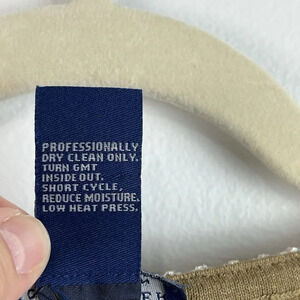 PROFESSIONALLY
DRY CLEAN ONLY.
TURN GMT
INSIDE OUT.
SHORT CYCLE,
REDUCE MOISTURE.
LOW HEAT PRESS.